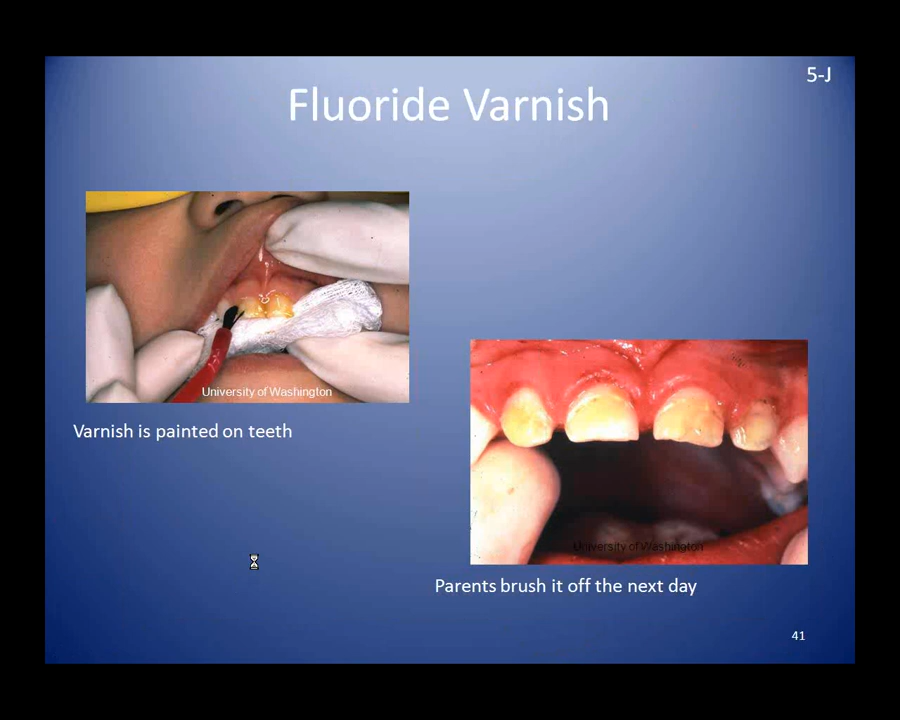 5-J
Fluoride Varnish
University of Washington
Varnish is painted on teeth
University of Washington
Parents brush it off the next day
41